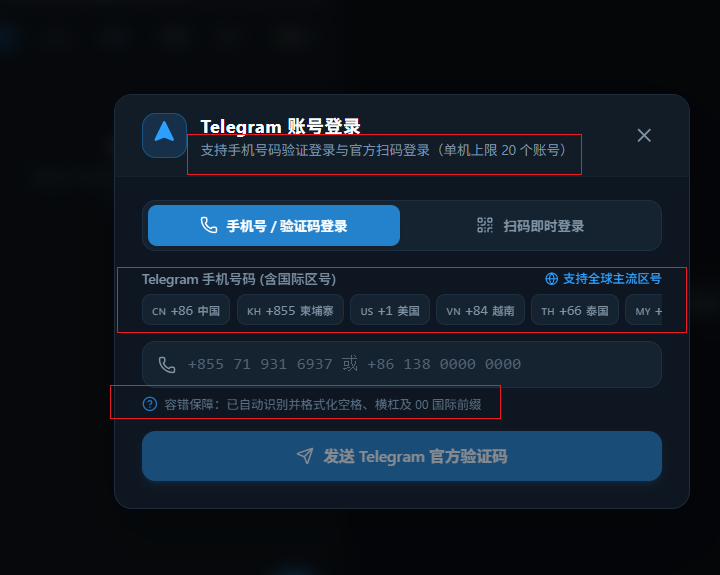 Telegram 账号登录
支持手机号码验证登录与官方扫码登录（单机上限 20 个账号）
手机号 / 验证码登录 扫码即时登录
Telegram 手机号码 (含国际区号) 支持全球主流区号
CN +86 中国 KH +855 柬埔寨 US +1 美国 VN +84 越南 TH +66 泰国 MY +
+855 71 931 6937 或 +86 138 0000 0000
容错保障：已自动识别并格式化空格、横杠及 00 国际前缀
发送 Telegram 官方验证码